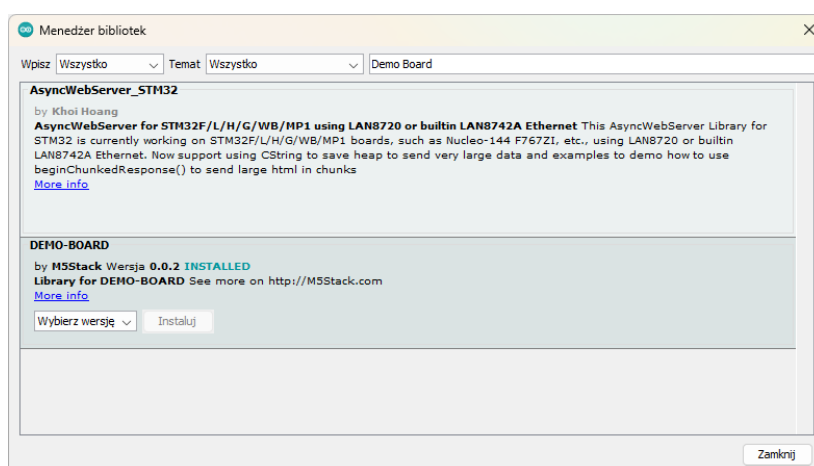 Menedżer bibliotek
Wpisz Wszystko Temat Wszystko Demo Board
AsyncWebServer_STM32
by Khoi Hoang
AsyncWebServer for STM32F/L/H/G/WB/MP1 using LAN8720 or builtin LAN8742A Ethernet This AsyncWebServer Library for
STM32 is currently working on STM32F/L/H/G/WB/MP1 boards, such as Nucleo-144 F767ZI, etc., using LAN8720 or builtin
LAN8742A Ethernet. Now support using CString to save heap to send very large data and examples to demo how to use
beginChunkedResponse() to send large html in chunks
More info
DEMO-BOARD
by M5Stack Wersja 0.0.2 INSTALLED
Library for DEMO-BOARD See more on http://M5Stack.com
More info
Wybierz wersję Instaluj
Zamknij